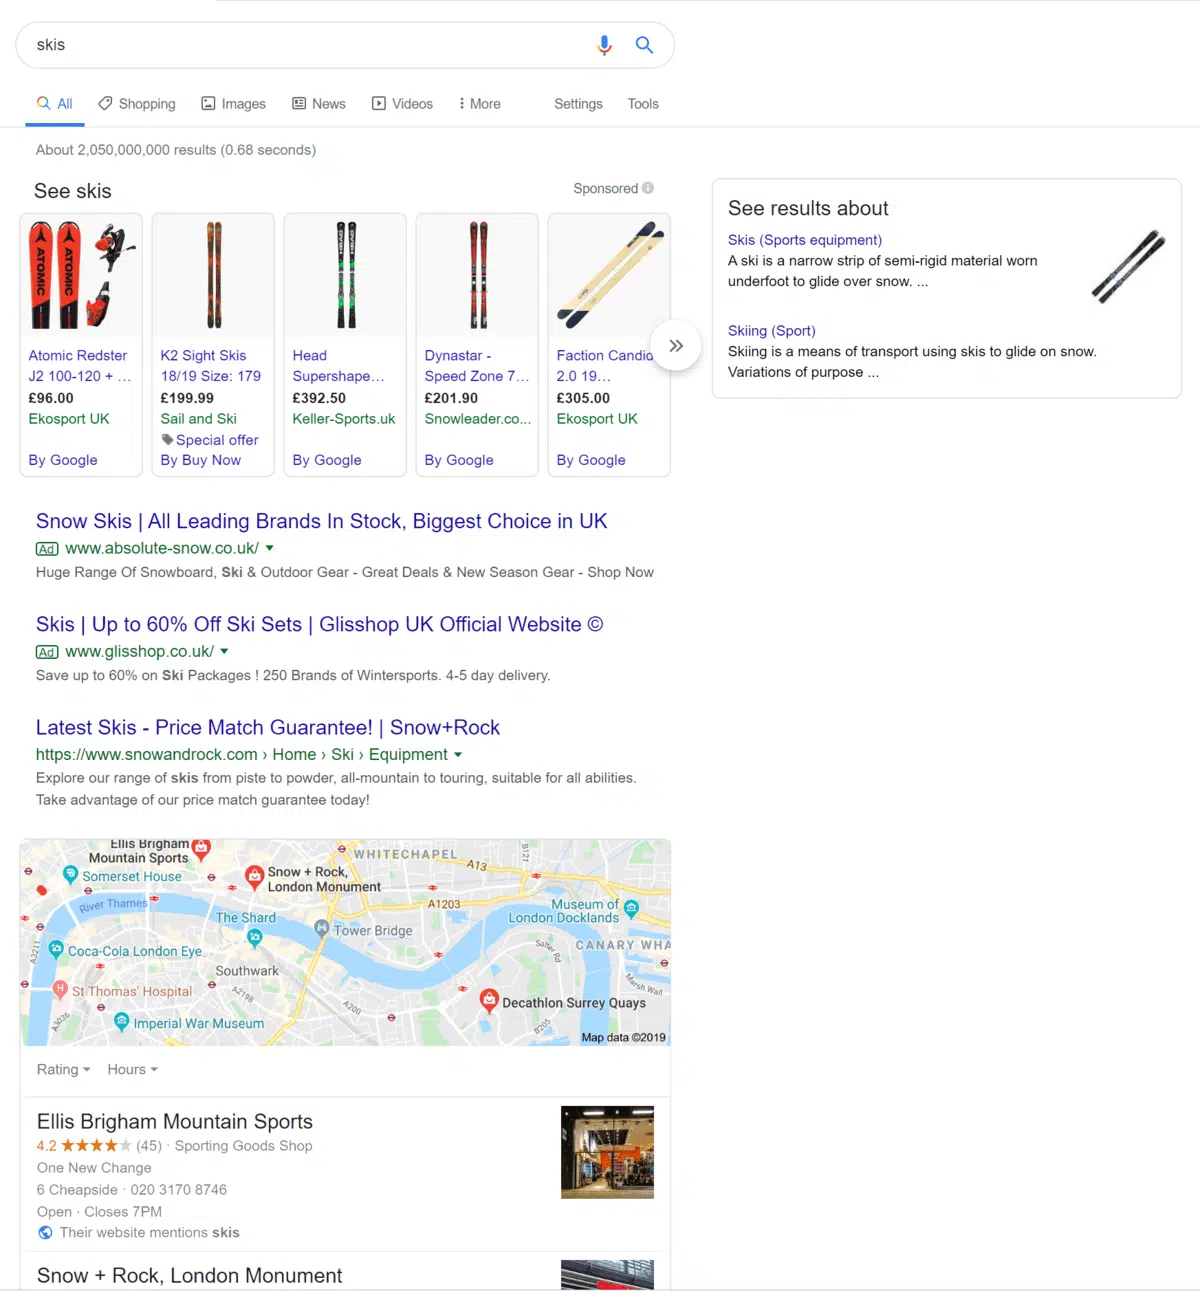 skis
All Shopping Images News Videos More Settings Tools
About 2,050,000,000 results (0.68 seconds)
See skis
Sponsored
ATOMIC ATOMIC
HEAD HEAD
Atomic Redster
J2 100-120 + ...
£96.00
Ekosport UK
By Google
K2 Sight Skis
18/19 Size: 179
£199.99
Sail and Ski
Special offer
By Buy Now
Head
Supershape...
£392.50
Keller-Sports.uk
By Google
Dynastar -
Speed Zone 7...
£201.90
Snowleader.co...
By Google
Faction Candid
2.0 19...
£305.00
Ekosport UK
By Google
See results about
Skis (Sports equipment)
A ski is a narrow strip of semi-rigid material worn
underfoot to glide over snow. ...
Skiing (Sport)
Skiing is a means of transport using skis to glide on snow.
Variations of purpose ...
Snow Skis | All Leading Brands In Stock, Biggest Choice in UK
Ad www.absolute-snow.co.uk/
Huge Range Of Snowboard, Ski & Outdoor Gear - Great Deals & New Season Gear - Shop Now
Skis | Up to 60% Off Ski Sets | Glisshop UK Official Website ©
Ad www.glisshop.co.uk/
Save up to 60% on Ski Packages ! 250 Brands of Wintersports. 4-5 day delivery.
Latest Skis - Price Match Guarantee! | Snow+Rock
https://www.snowandrock.com › Home › Ski › Equipment
Explore our range of skis from piste to powder, all-mountain to touring, suitable for all abilities.
Take advantage of our price match guarantee today!
Ellis Brigham
Mountain Sports
WHITECHAPEL
A13
B121
Somerset House
Snow + Rock,
London Monument
River Thames
A1203
The Shard
Tower Bridge
Museum of
London Docklands
A3211
Coca-Cola London Eye
Salter Rd
CANARY WHA
Southwark
St Thomas' Hospital
A2198
Marsh Wall
A200
Decathlon Surrey Quays
A3036
Imperial War Museum
B205
Map data ©2019
Rating Hours
Ellis Brigham Mountain Sports
4.2 (45) · Sporting Goods Shop
One New Change
6 Cheapside · 020 3170 8746
Open · Closes 7PM
Their website mentions skis
Snow + Rock, London Monument